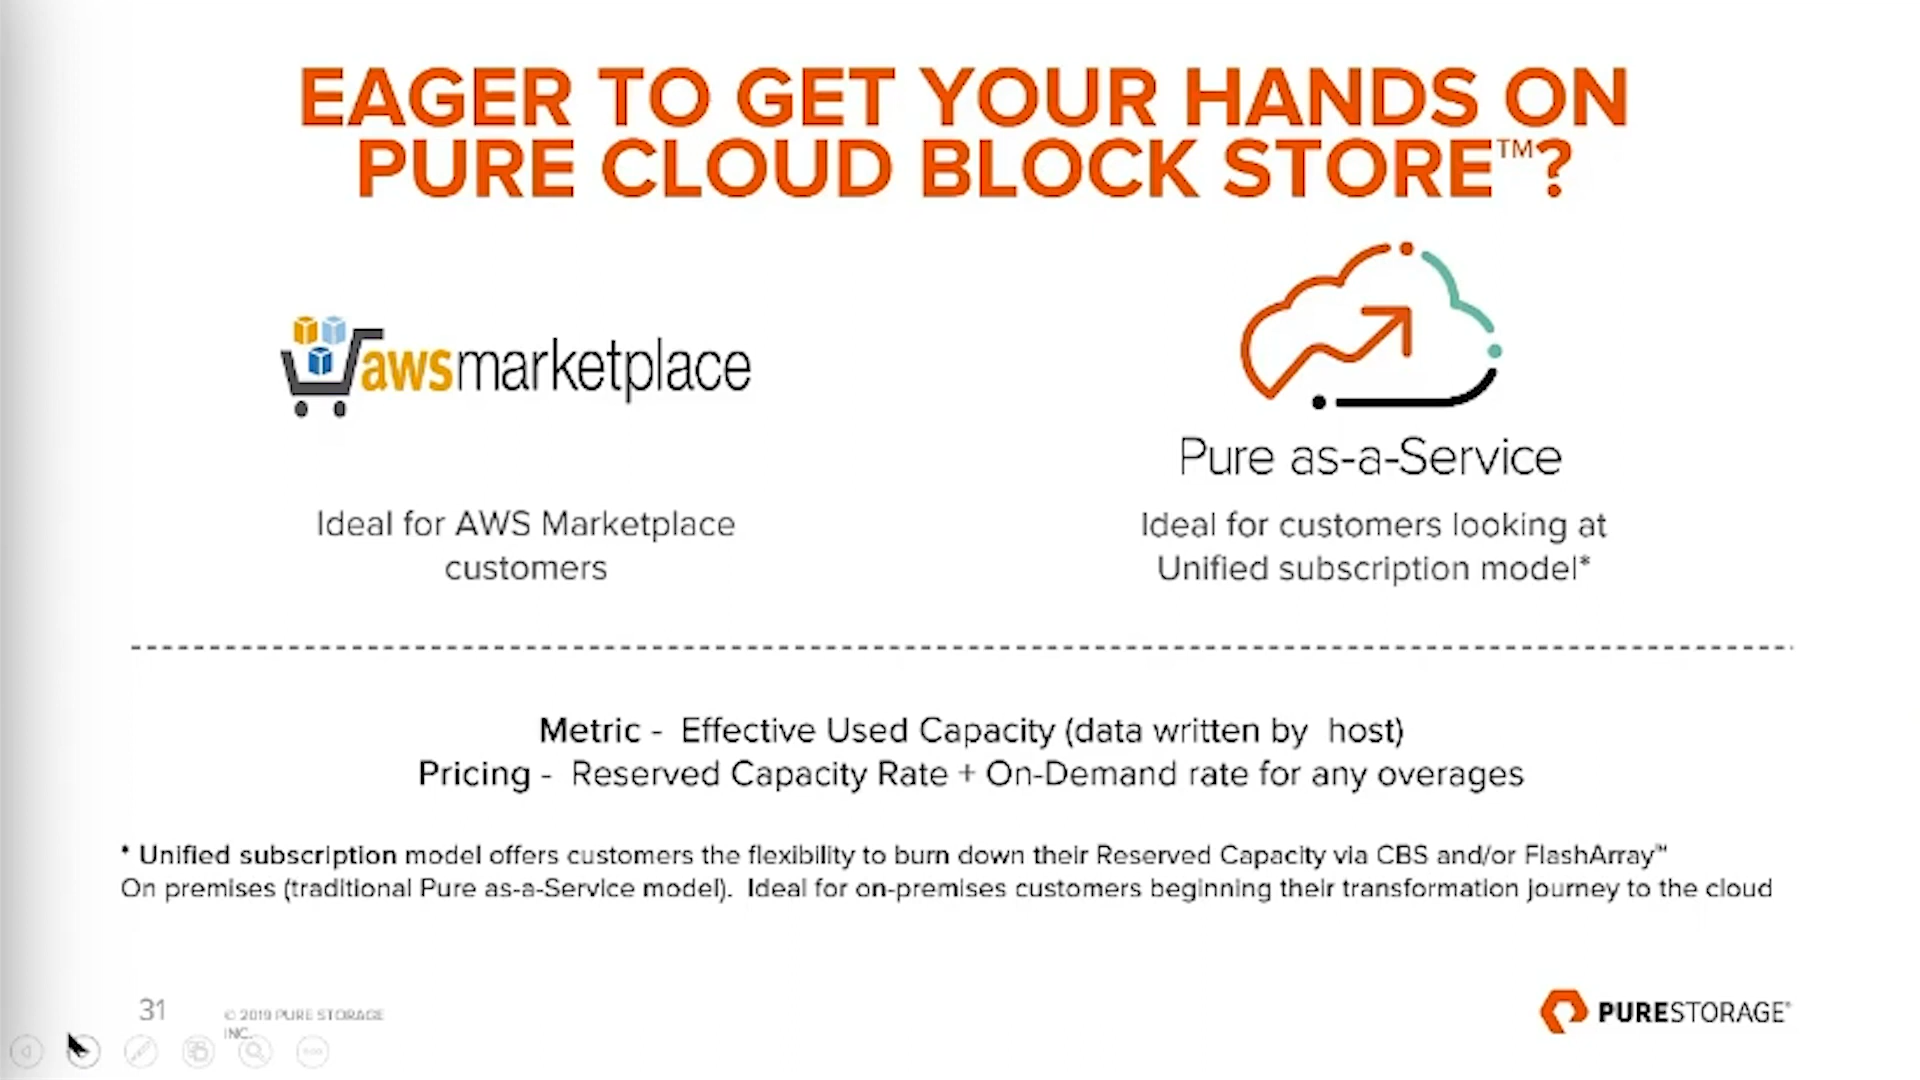 EAGER TO GET YOUR HANDS ON
PURE CLOUD BLOCK STORE™?
awsmarketplace
Pure as-a-Service
Ideal for AWS Marketplace
customers
Ideal for customers looking at
Unified subscription model*
Metric - Effective Used Capacity (data written by host)
Pricing - Reserved Capacity Rate + On-Demand rate for any overages
* Unified subscription model offers customers the flexibility to burn down their Reserved Capacity via CBS and/or FlashArray™
On premises (traditional Pure as-a-Service model). Ideal for on-premises customers beginning their transformation journey to the cloud
31
© 2019 PURE STORAGE
INC.
PURESTORAGE®